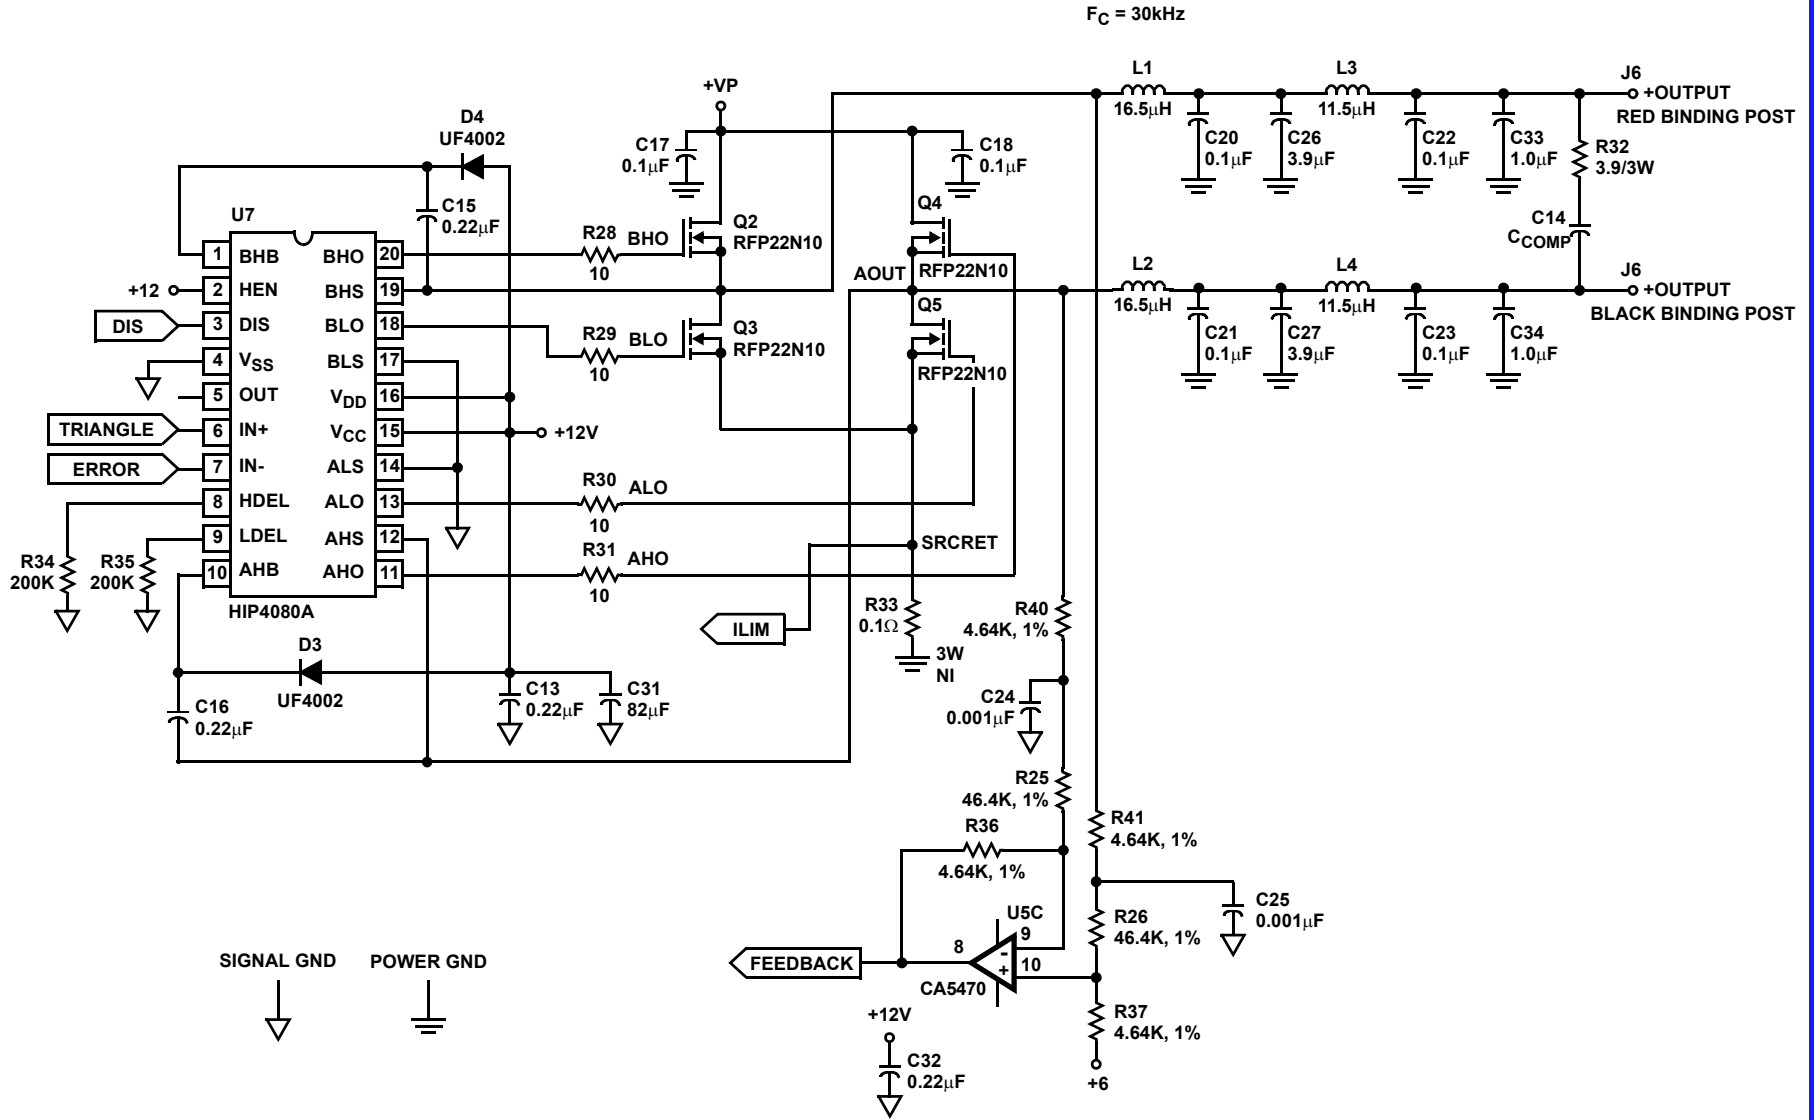 F_C = 30kHz
+VP
D4
UF4002
C17
0.1µF
C18
0.1µF
L1
16.5µH
L3
11.5µH
J6
+OUTPUT
RED BINDING POST
C20
0.1µF
C26
3.9µF
C22
0.1µF
C33
1.0µF
R32
3.9/3W
C14
C_COMP
C15
0.22µF
U7
1 BHB
2 HEN
3 DIS
4 V_SS
5 OUT
6 IN+
7 IN-
8 HDEL
9 LDEL
10 AHB
BHO 20
BHS 19
BLO 18
BLS 17
V_DD 16
V_CC 15
ALS 14
ALO 13
AHS 12
AHO 11
HIP4080A
+12
DIS
TRIANGLE
ERROR
R34
200K
R35
200K
R28
10
BHO
R29
10
BLO
Q2
RFP22N10
Q3
RFP22N10
Q4
RFP22N10
AOUT
Q5
RFP22N10
L2
16.5µH
L4
11.5µH
J6
+OUTPUT
BLACK BINDING POST
C21
0.1µF
C27
3.9µF
C23
0.1µF
C34
1.0µF
+12V
R30
10
ALO
R31
10
AHO
SRCRET
ILIM
R33
0.1Ω
3W
NI
R40
4.64K, 1%
C24
0.001µF
D3
UF4002
C16
0.22µF
C13
0.22µF
C31
82µF
R25
46.4K, 1%
R36
4.64K, 1%
R41
4.64K, 1%
C25
0.001µF
R26
46.4K, 1%
U5C
9
8
10
-
+
CA5470
FEEDBACK
R37
4.64K, 1%
+6
+12V
C32
0.22µF
SIGNAL GND
POWER GND